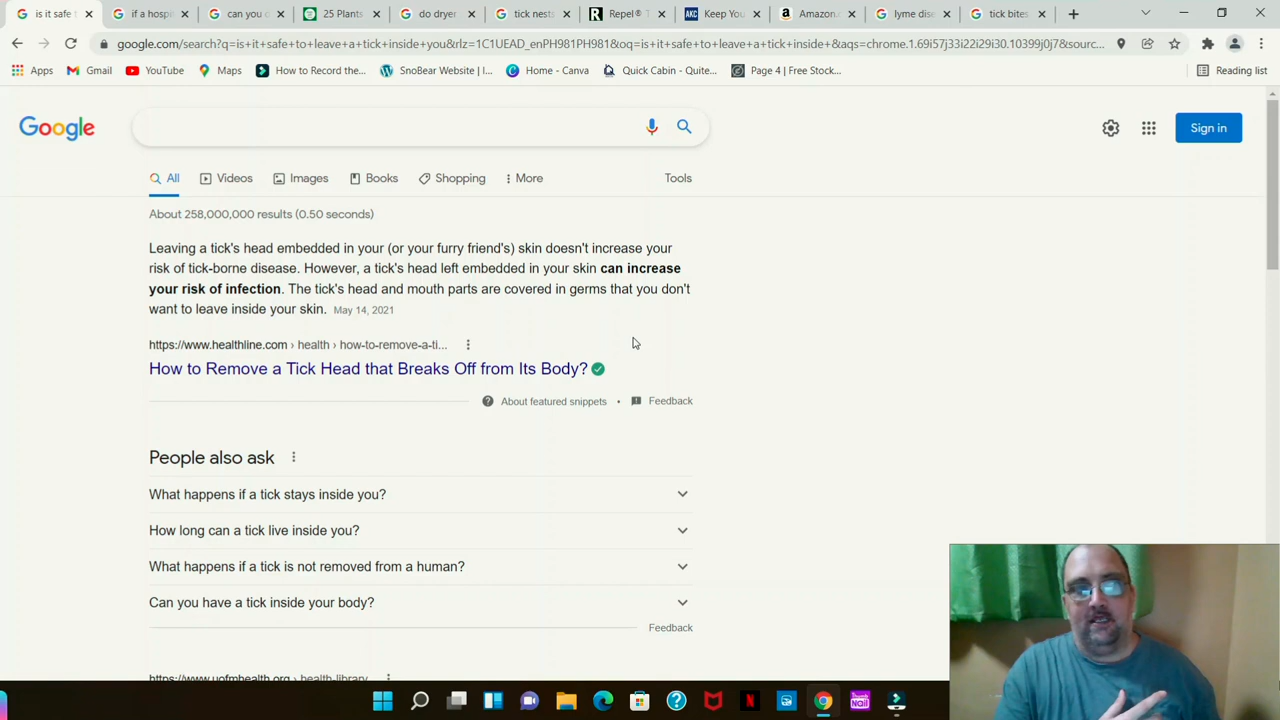 is it safe t
if a hospi
can you c
25 Plants
do dryer
tick nests
Repel® T
Keep You
Amazon.
lyme dise
tick bites
google.com/search?q=is+it+safe+to+leave+a+tick+inside+you&rlz=1C1UEAD_enPH981PH981&oq=is+it+safe+to+leave+a+tick+inside+&aqs=chrome.1.69i57j33i22i29i30.10399j0j7&sourc...
Apps
Gmail
YouTube
Maps
How to Record the...
SnoBear Website | I...
Home - Canva
Quick Cabin - Quite...
Page 4 | Free Stock...
Reading list
Google
Sign in
All
Videos
Images
Books
Shopping
More
Tools
About 258,000,000 results (0.50 seconds)
Leaving a tick's head embedded in your (or your furry friend's) skin doesn't increase your
risk of tick-borne disease. However, a tick's head left embedded in your skin can increase
your risk of infection. The tick's head and mouth parts are covered in germs that you don't
want to leave inside your skin. May 14, 2021
https://www.healthline.com › health › how-to-remove-a-ti...
How to Remove a Tick Head that Breaks Off from Its Body?
About featured snippets • Feedback
People also ask
What happens if a tick stays inside you?
How long can a tick live inside you?
What happens if a tick is not removed from a human?
Can you have a tick inside your body?
Feedback
https://www.uofmhealth.org › health-library